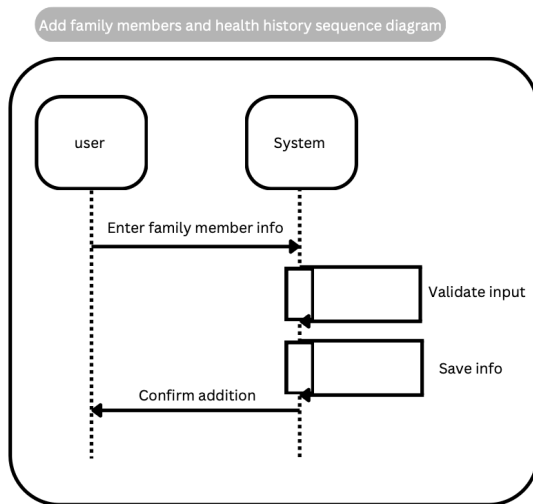 Add family members and health history sequence diagram
user
System
Enter family member info
Validate input
Save info
Confirm addition